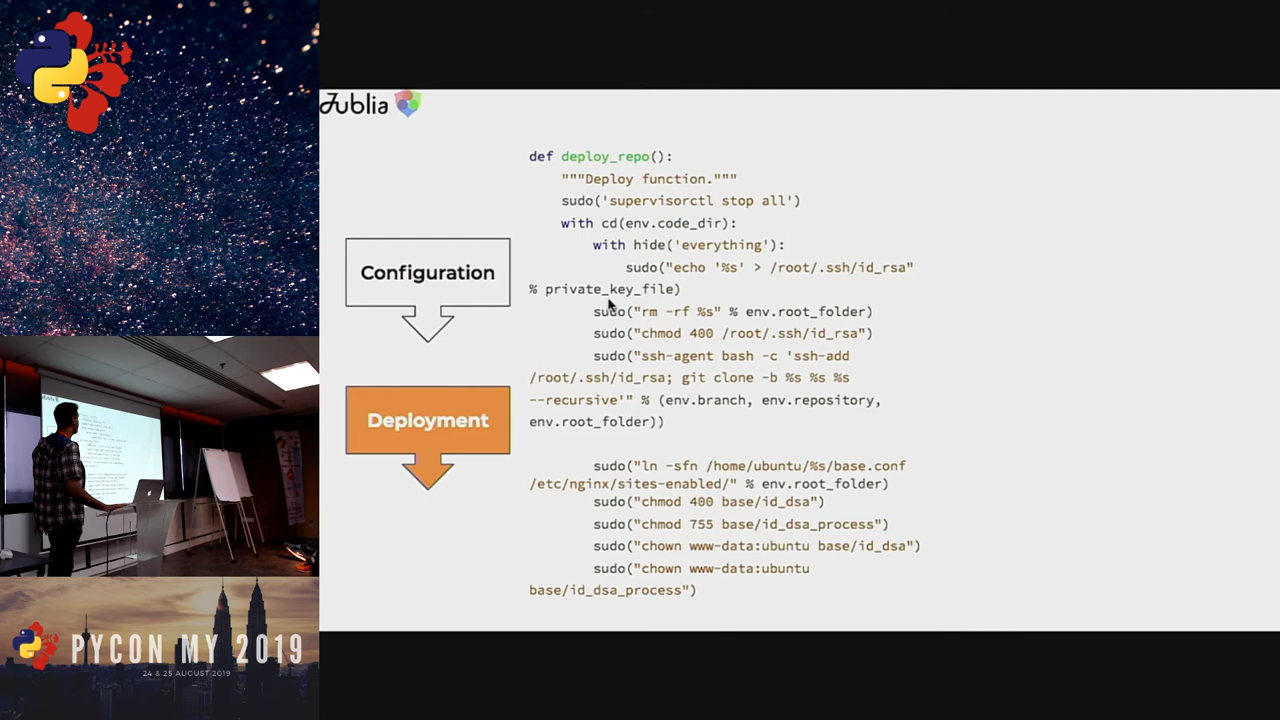 Jublia
def deploy_repo():
"""Deploy function."""
sudo('supervisorctl stop all')
with cd(env.code_dir):
with hide('everything'):
sudo("echo '%s' > /root/.ssh/id_rsa"
% private_key_file)
sudo("rm -rf %s" % env.root_folder)
sudo("chmod 400 /root/.ssh/id_rsa")
sudo("ssh-agent bash -c 'ssh-add
/root/.ssh/id_rsa; git clone -b %s %s %s
--recursive'" % (env.branch, env.repository,
env.root_folder))
sudo("ln -sfn /home/ubuntu/%s/base.conf
/etc/nginx/sites-enabled/" % env.root_folder)
sudo("chmod 400 base/id_dsa")
sudo("chmod 755 base/id_dsa_process")
sudo("chown www-data:ubuntu base/id_dsa")
sudo("chown www-data:ubuntu
base/id_dsa_process")
Configuration
Deployment
PYCON MY 2019
24 & 25 AUGUST 2019